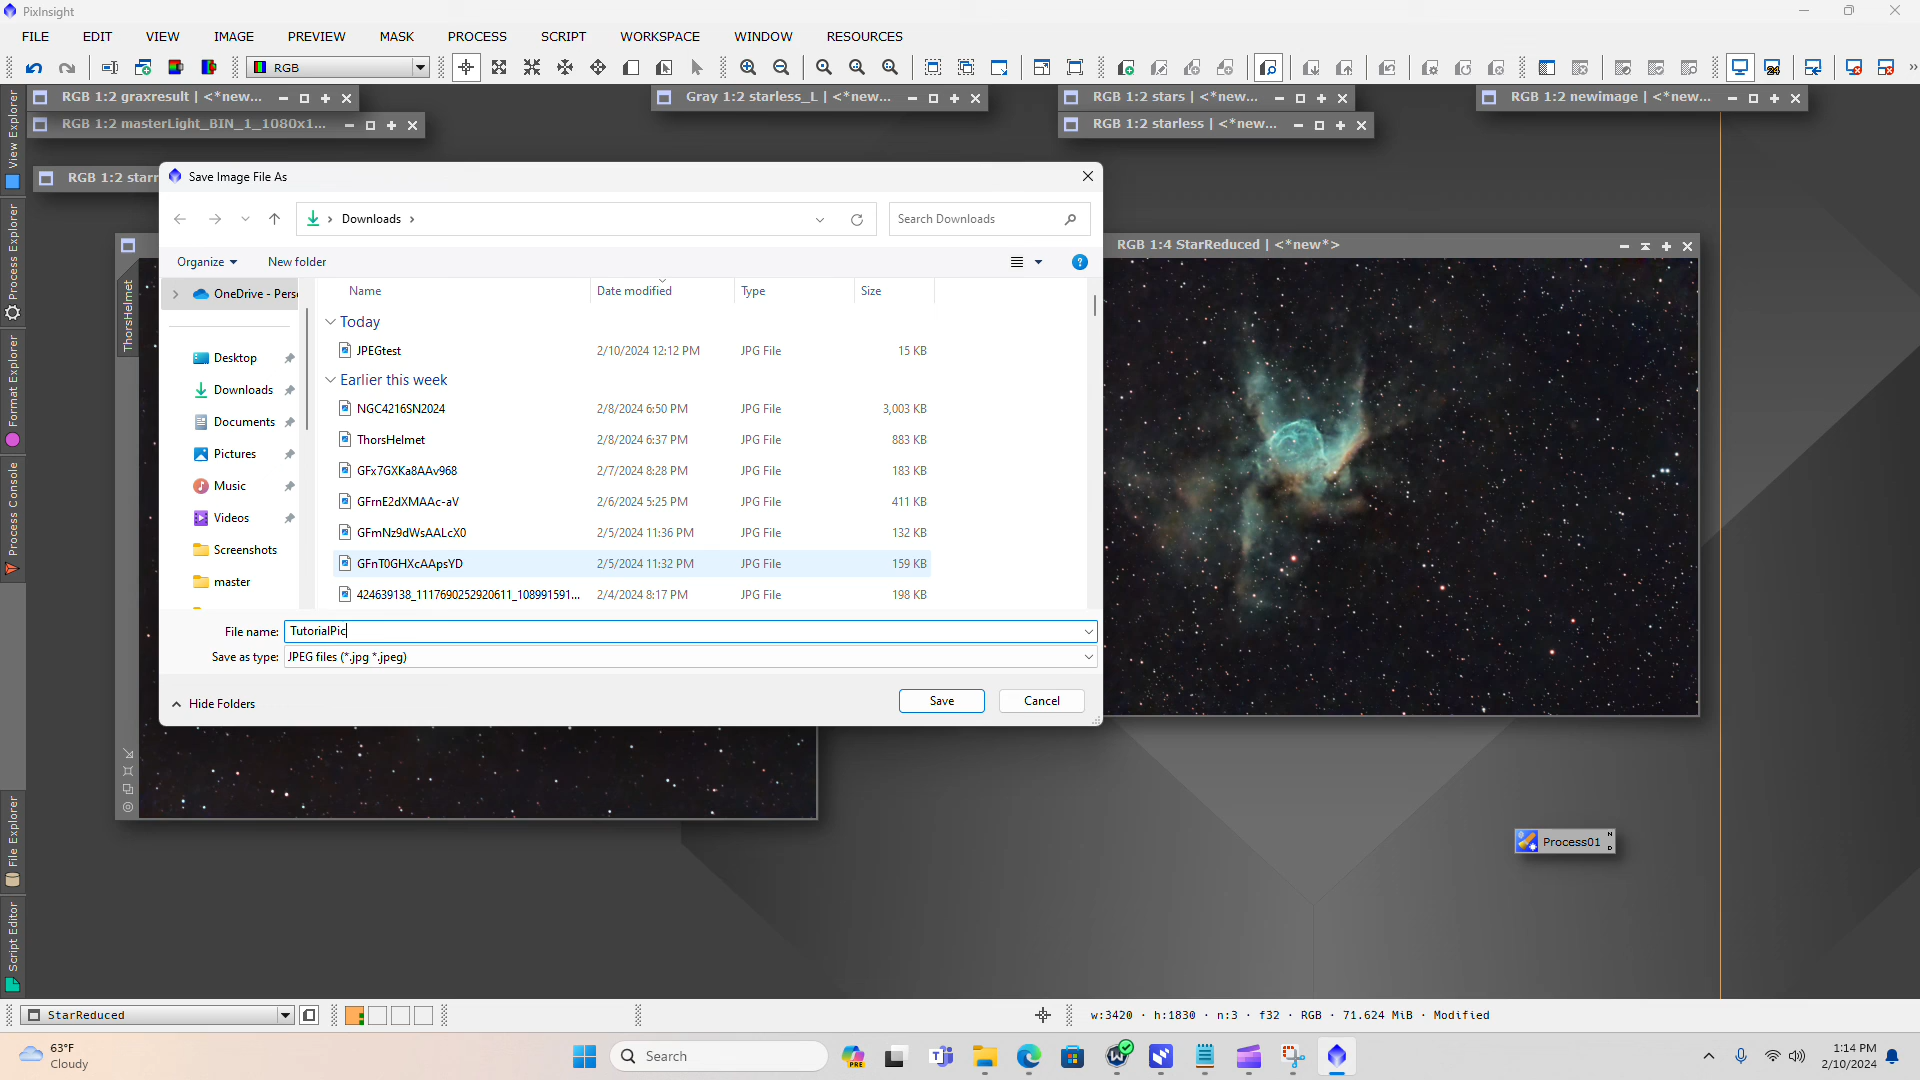 PixInsight
FILE EDIT VIEW IMAGE PREVIEW MASK PROCESS SCRIPT WORKSPACE WINDOW RESOURCES
RGB
24
RGB 1:2 graxresult | <*new...
Gray 1:2 starless_L | <*new...
RGB 1:2 stars | <*new...
RGB 1:2 newimage | <*new...
RGB 1:2 masterLight_BIN_1_1080x1...
RGB 1:2 starless | <*new...
RGB 1:2 starr
View Explorer
Process Explorer
Format Explorer
Process Console
File Explorer
Script Editor
ThorsHelmet
RGB 1:4 StarReduced | <*new*>
Save Image File As
Downloads
Search Downloads
Organize
New folder
OneDrive - Pers
Desktop
Downloads
Documents
Pictures
Music
Videos
Screenshots
master
Name Date modified Type Size
Today
JPEGtest 2/10/2024 12:12 PM JPG File 15 KB
Earlier this week
NGC4216SN2024 2/8/2024 6:50 PM JPG File 3,003 KB
ThorsHelmet 2/8/2024 6:37 PM JPG File 883 KB
GFx7GXKa8AAv968 2/7/2024 8:28 PM JPG File 183 KB
GFrnE2dXMAAc-aV 2/6/2024 5:25 PM JPG File 411 KB
GFmNz9dWsAALcX0 2/5/2024 11:36 PM JPG File 132 KB
GFnT0GHXcAApsYD 2/5/2024 11:32 PM JPG File 159 KB
424639138_1117690252920611_108991591... 2/4/2024 8:17 PM JPG File 198 KB
File name: TutorialPic
Save as type: JPEG files (*.jpg *.jpeg)
Hide Folders
Save
Cancel
Process01
N
D
StarReduced
w:3420 · h:1830 · n:3 · f32 · RGB · 71.624 MiB · Modified
63°F
Cloudy
Search
PRE
1:14 PM
2/10/2024